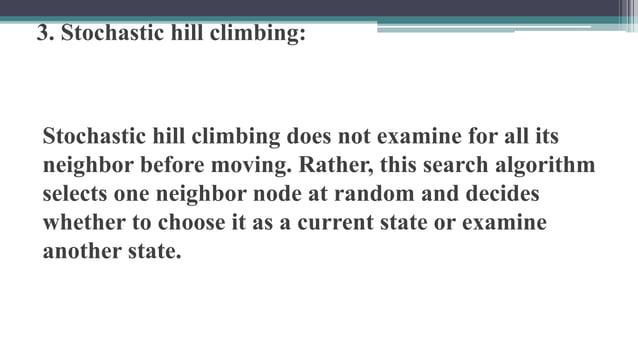 3. Stochastic hill climbing:
Stochastic hill climbing does not examine for all its
neighbor before moving. Rather, this search algorithm
selects one neighbor node at random and decides
whether to choose it as a current state or examine
another state.